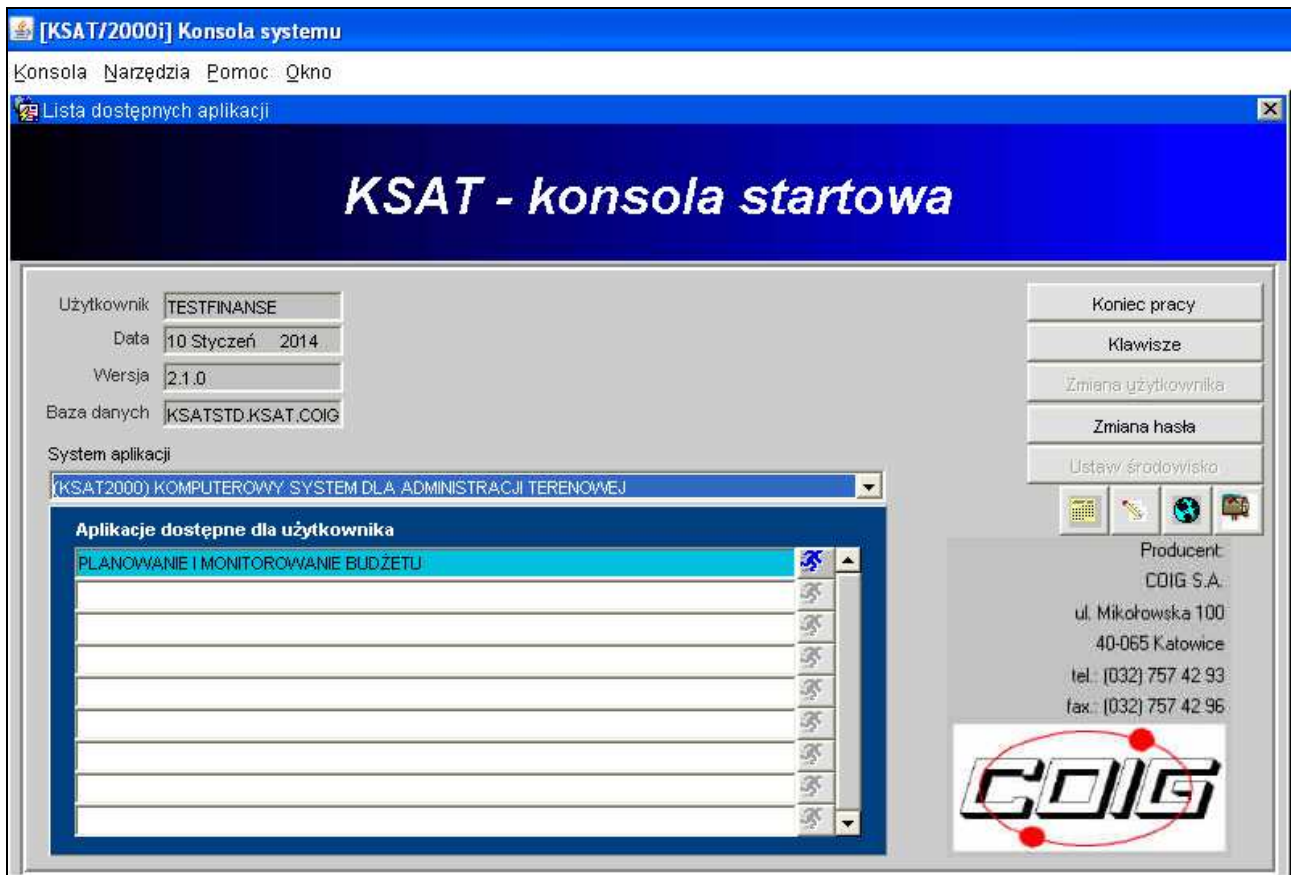 [KSAT/2000i] Konsola systemu
Konsola Narzędzia Pomoc Okno
Lista dostępnych aplikacji
KSAT - konsola startowa
Użytkownik TESTFINANSE
Data 10 Styczeń 2014
Wersja 2.1.0
Baza danych KSATSTD.KSAT.COIG
System aplikacji
(KSAT2000) KOMPUTEROWY SYSTEM DLA ADMINISTRACJI TERENOWEJ
Aplikacje dostępne dla użytkownika
PLANOWANIE I MONITOROWANIE BUDŻETU
Koniec pracy
Klawisze
Zmiana użytkownika
Zmiana hasła
Ustaw środowisko
Producent:
COIG S.A.
ul. Mikołowska 100
40-065 Katowice
tel.: (032) 757 42 93
fax.: (032) 757 42 96
COIG